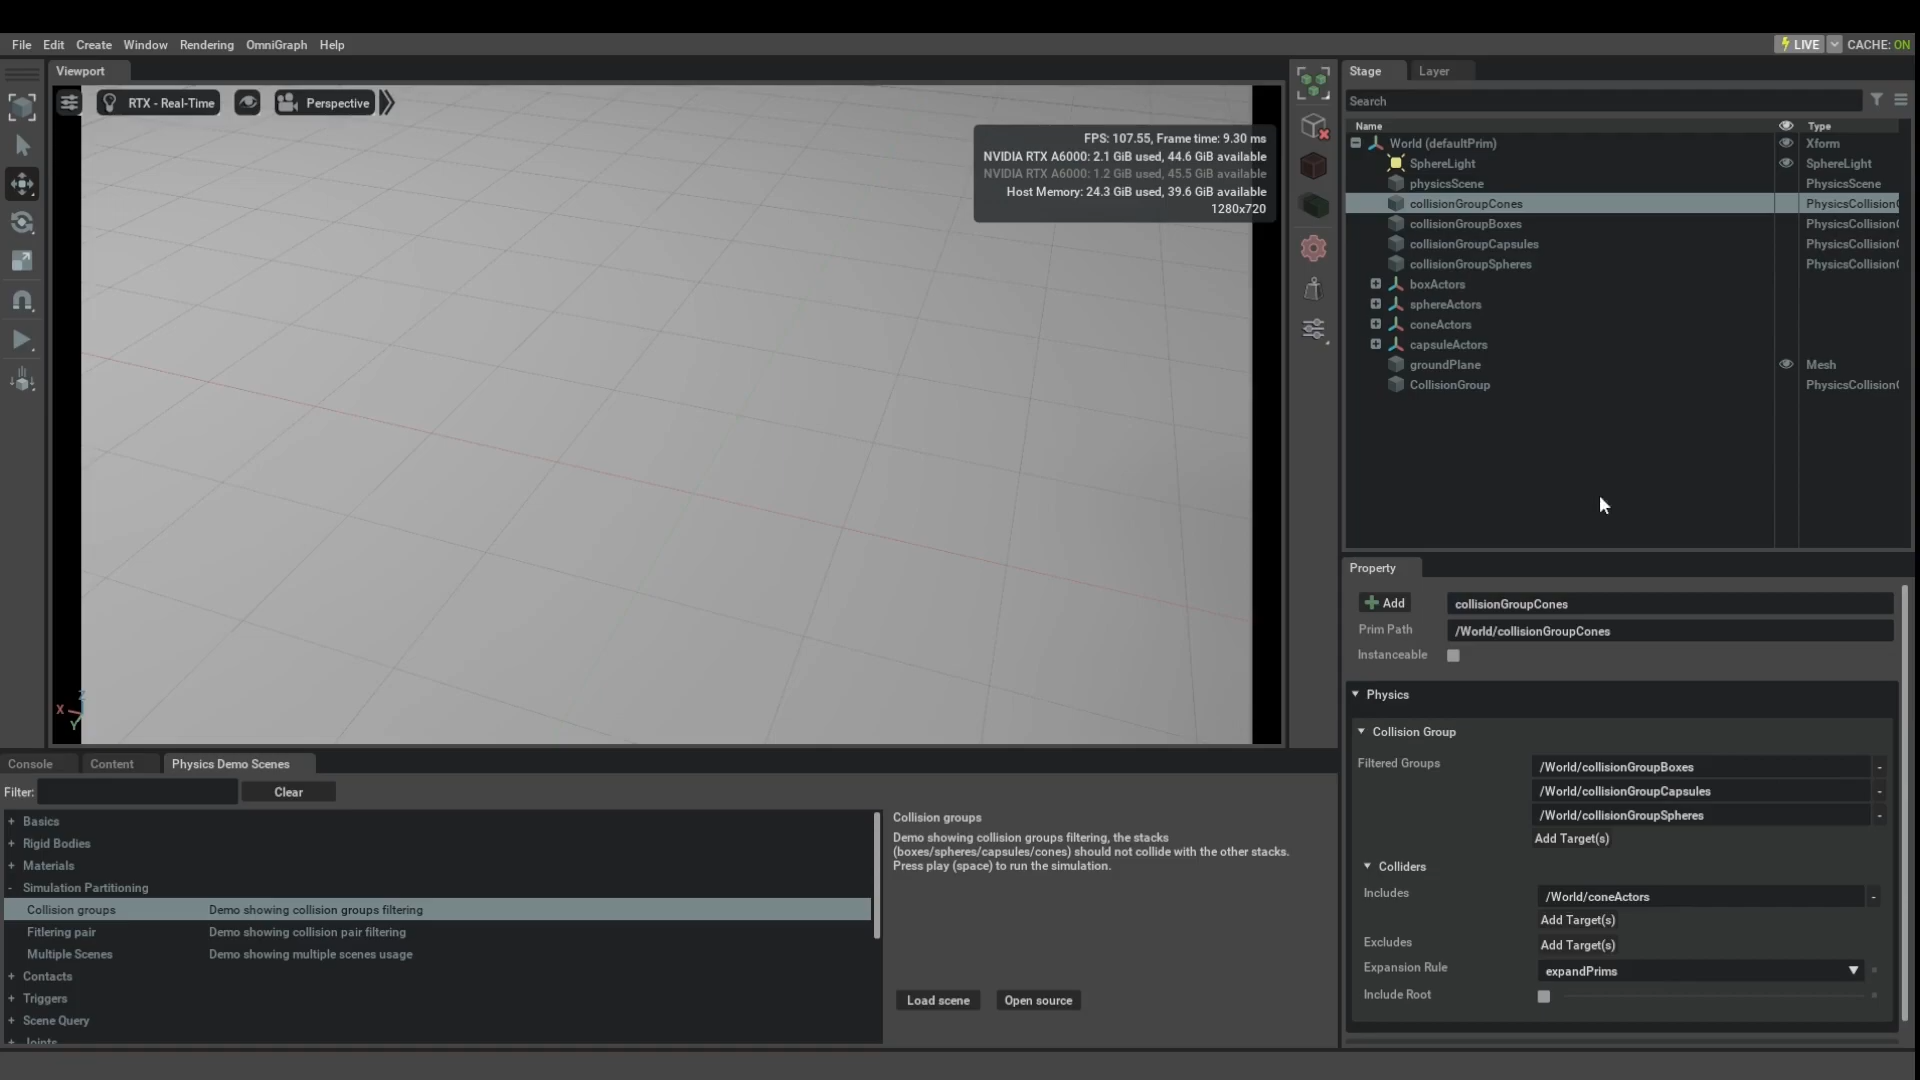 File Edit Create Window Rendering OmniGraph Help
LIVE CACHE: ON
Viewport
RTX - Real-Time
Perspective
FPS: 107.55, Frame time: 9.30 ms
NVIDIA RTX A6000: 2.1 GiB used, 44.6 GiB available
NVIDIA RTX A6000: 1.2 GiB used, 45.5 GiB available
Host Memory: 24.3 GiB used, 39.6 GiB available
1280x720
Z
X
Y
Stage Layer
Search
Name Type
World (defaultPrim) Xform
SphereLight SphereLight
physicsScene PhysicsScene
collisionGroupCones PhysicsCollision
collisionGroupBoxes PhysicsCollision
collisionGroupCapsules PhysicsCollision
collisionGroupSpheres PhysicsCollision
+ boxActors
+ sphereActors
+ coneActors
+ capsuleActors
groundPlane Mesh
CollisionGroup PhysicsCollision
Property
Add collisionGroupCones
Prim Path /World/collisionGroupCones
Instanceable
Physics
Collision Group
Filtered Groups /World/collisionGroupBoxes -
/World/collisionGroupCapsules -
/World/collisionGroupSpheres -
Add Target(s)
Colliders
Includes /World/coneActors -
Add Target(s)
Excludes Add Target(s)
Expansion Rule expandPrims
Include Root
Console Content Physics Demo Scenes
Filter: Clear
+ Basics
+ Rigid Bodies
+ Materials
- Simulation Partitioning
Collision groups Demo showing collision groups filtering
Fitlering pair Demo showing collision pair filtering
Multiple Scenes Demo showing multiple scenes usage
+ Contacts
+ Triggers
+ Scene Query
+ Joints
Collision groups
Demo showing collision groups filtering, the stacks
(boxes/spheres/capsules/cones) should not collide with the other stacks.
Press play (space) to run the simulation.
Load scene Open source